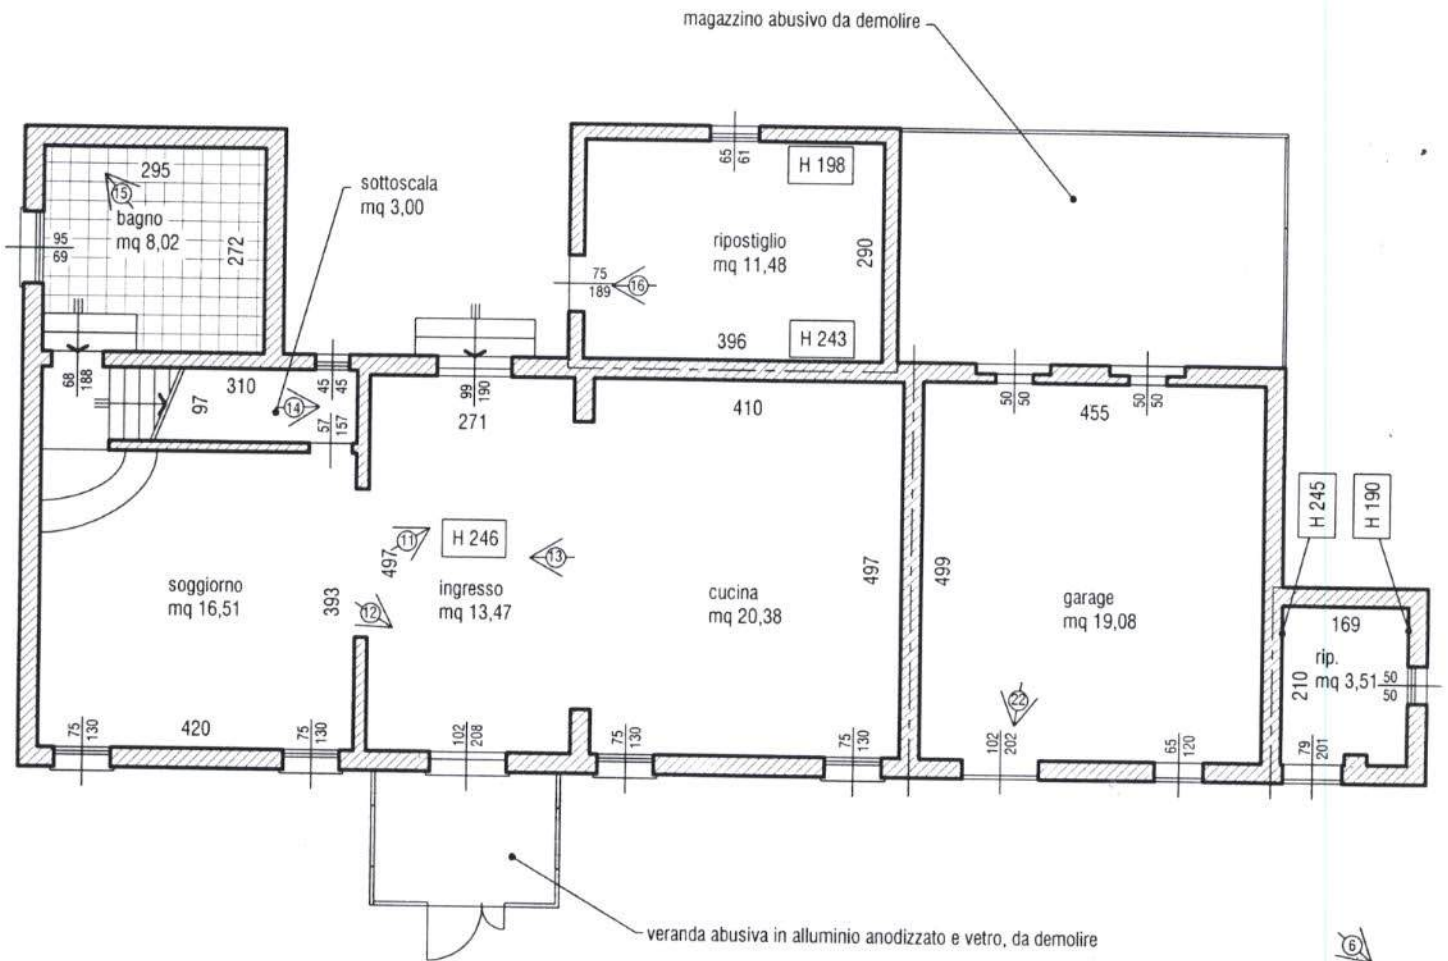 magazzino abusivo da demolire
295
15
bagno
mq 8,02
272
95
69
sottoscala
mq 3,00
65
61
H 198
ripostiglio
mq 11,48
290
75
189
16
396
H 243
68
188
310
97
14
45
45
57
157
99
190
271
410
50
50
455
50
50
H 245
H 190
11
H 246
13
497
497
499
soggiorno
mq 16,51
393
12
ingresso
mq 13,47
cucina
mq 20,38
garage
mq 19,08
169
rip.
mq 3,51
50
50
210
22
75
130
420
75
130
102
208
75
130
75
130
102
202
65
120
79
201
veranda abusiva in alluminio anodizzato e vetro, da demolire
6